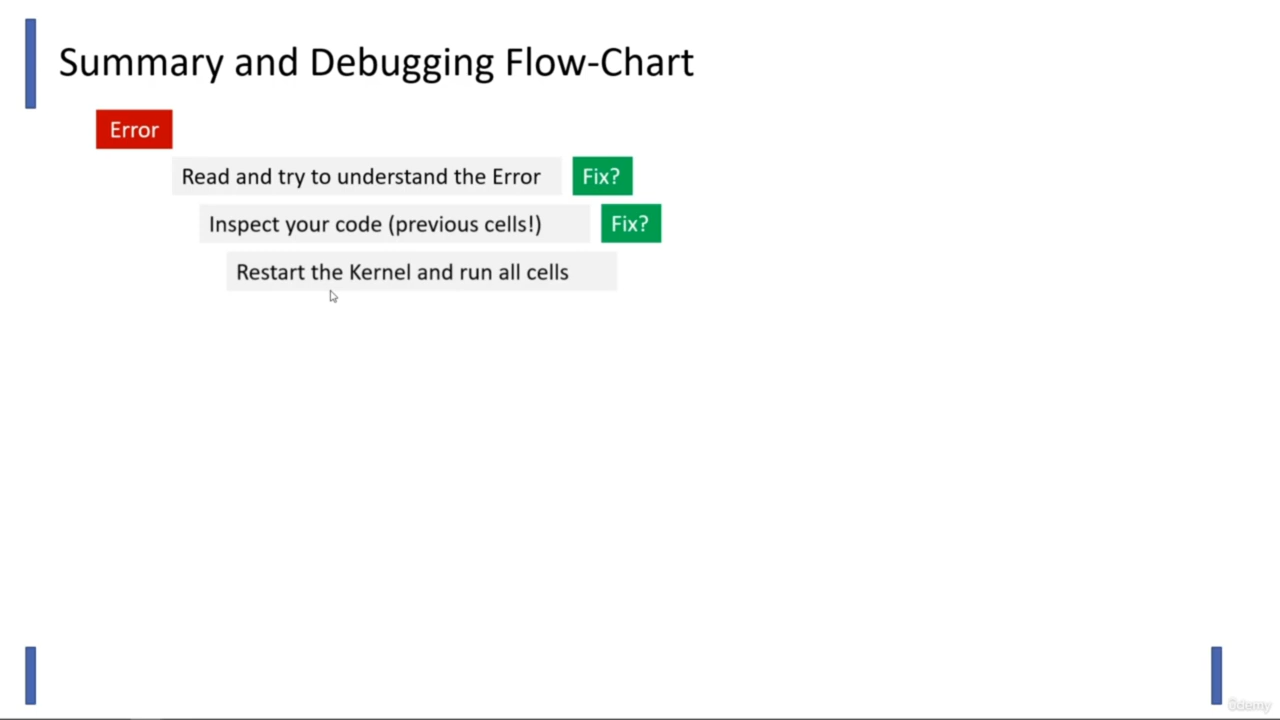 Summary and Debugging Flow-Chart
Error
Read and try to understand the Error Fix?
Inspect your code (previous cells!) Fix?
Restart the Kernel and run all cells
ûdemy